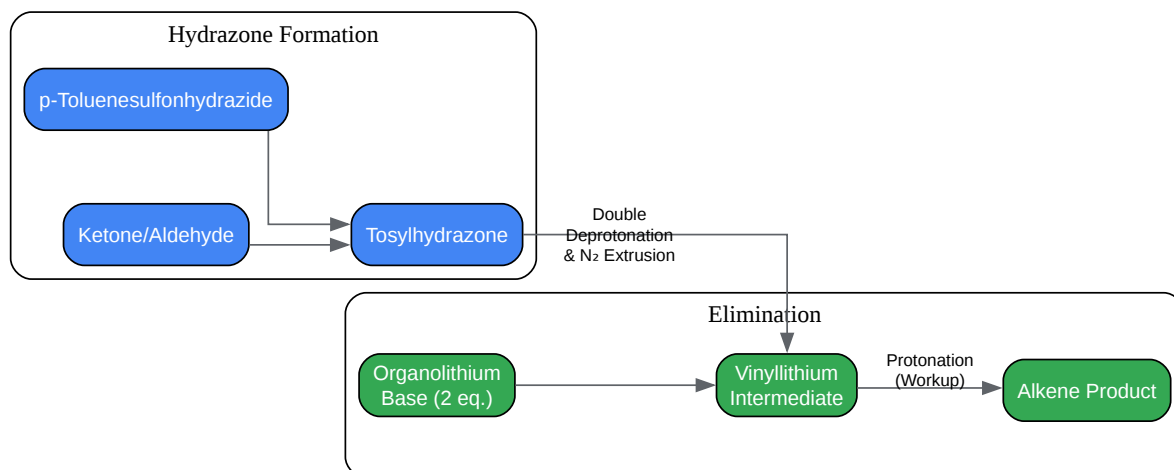 Hydrazone Formation
p-Toluenesulfonhydrazide
Ketone/Aldehyde
Tosylhydrazone
Double
Deprotonation
& N₂ Extrusion
Elimination
Organolithium
Base (2 eq.)
Vinyllithium
Intermediate
Protonation
(Workup)
Alkene Product